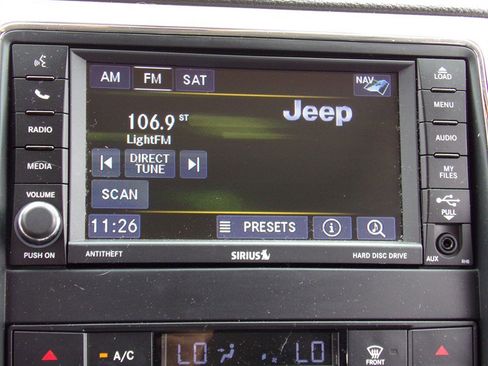 AM FM SAT NAV
LOAD
MENU
RADIO
106.9 ST
Jeep
LightFM
AUDIO
MEDIA
DIRECT
TUNE
MY
FILES
SCAN
VOLUME
PULL
11:26 PRESETS
PUSH ON
AUX RHB
ANTITHEFT SIRIUS HARD DISC DRIVE
A/C LO LO FRONT